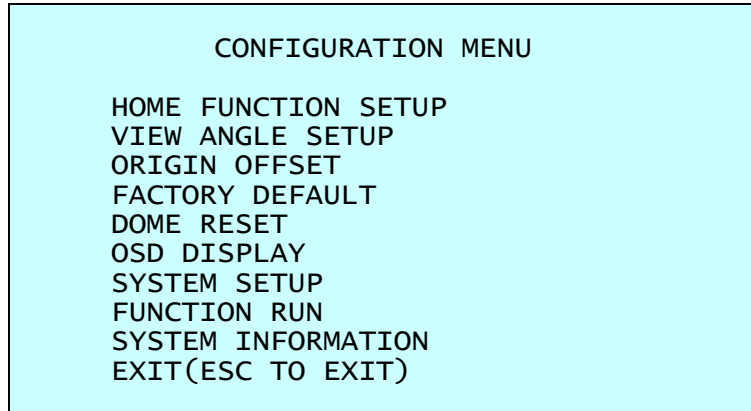 CONFIGURATION MENU
HOME FUNCTION SETUP
VIEW ANGLE SETUP
ORIGIN OFFSET
FACTORY DEFAULT
DOME RESET
OSD DISPLAY
SYSTEM SETUP
FUNCTION RUN
SYSTEM INFORMATION
EXIT(ESC TO EXIT)